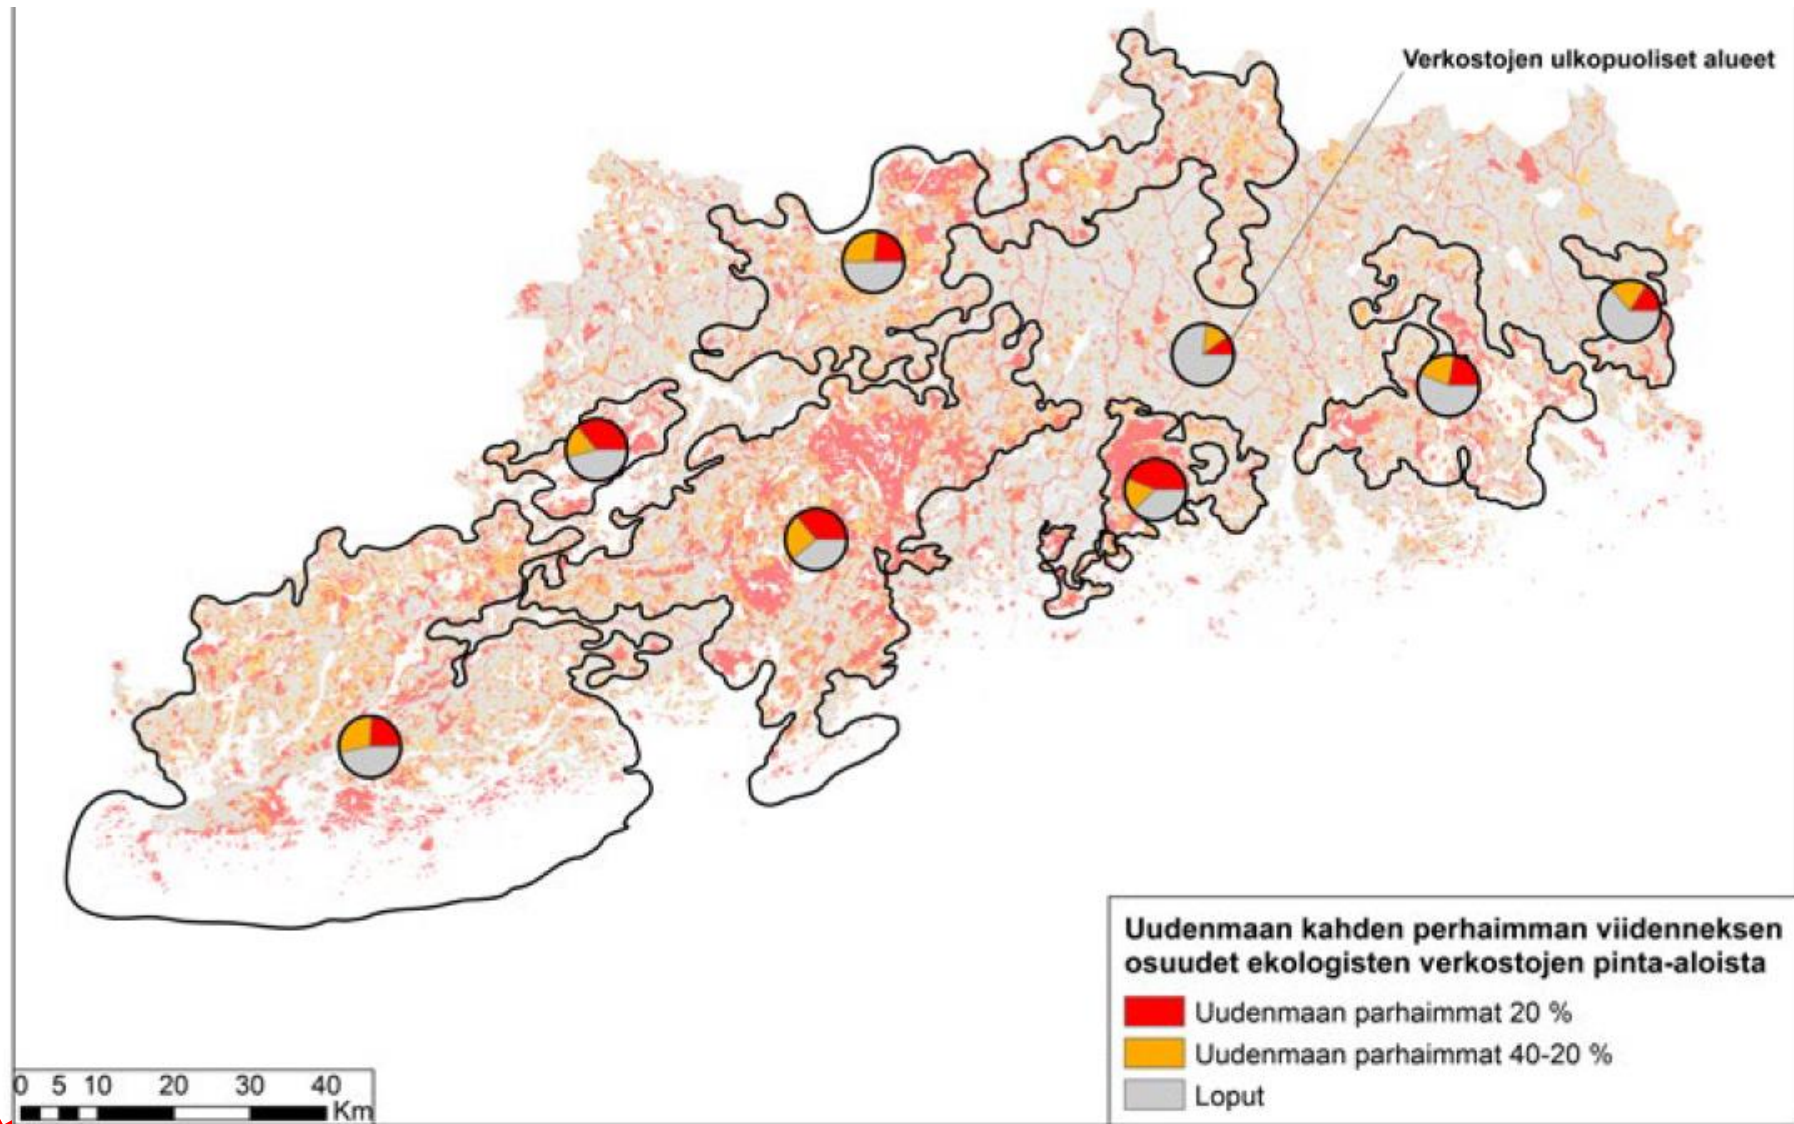 Verkostojen ulkopuoliset alueet
Uudenmaan kahden perhaimman viidenneksen
osuudet ekologisten verkostojen pinta-aloista
Uudenmaan parhaimmat 20 %
Uudenmaan parhaimmat 40-20 %
Loput
0 5 10 20 30 40
Km